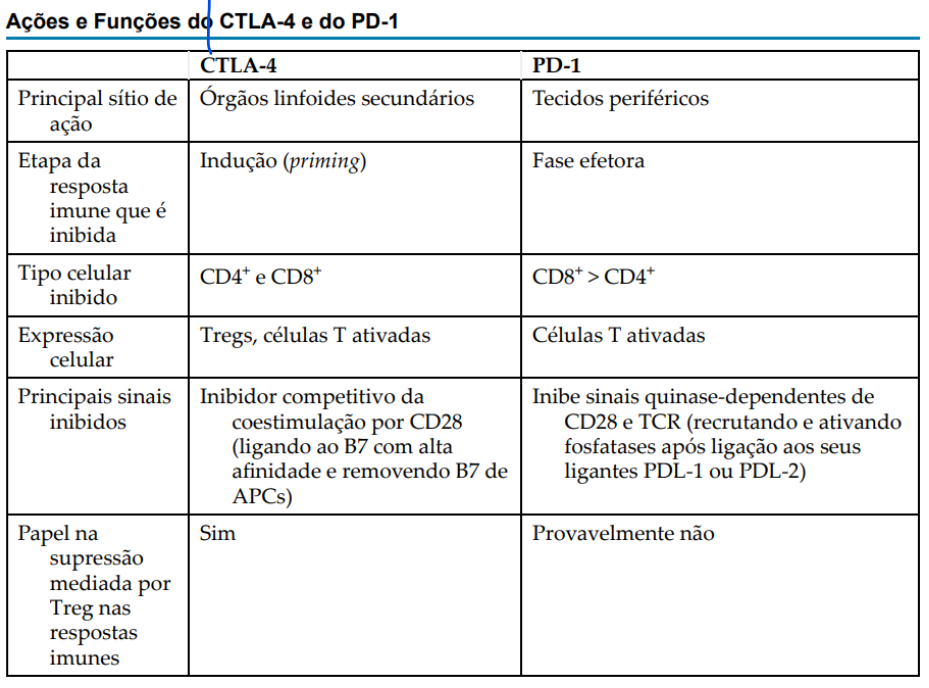 Ações e Funções do CTLA-4 e do PD-1
CTLA-4 PD-1
Principal sítio de Órgãos linfoides secundários Tecidos periféricos
ação
Etapa da Indução (priming) Fase efetora
resposta
imune que é
inibida
Tipo celular CD4⁺ e CD8⁺ CD8⁺ > CD4⁺
inibido
Expressão Tregs, células T ativadas Células T ativadas
celular
Principais sinais Inibidor competitivo da Inibe sinais quinase-dependentes de
inibidos coestimulação por CD28 CD28 e TCR (recrutando e ativando
(ligando ao B7 com alta fosfatases após ligação aos seus
afinidade e removendo B7 de ligantes PDL-1 ou PDL-2)
APCs)
Papel na Sim Provavelmente não
supressão
mediada por
Treg nas
respostas
imunes